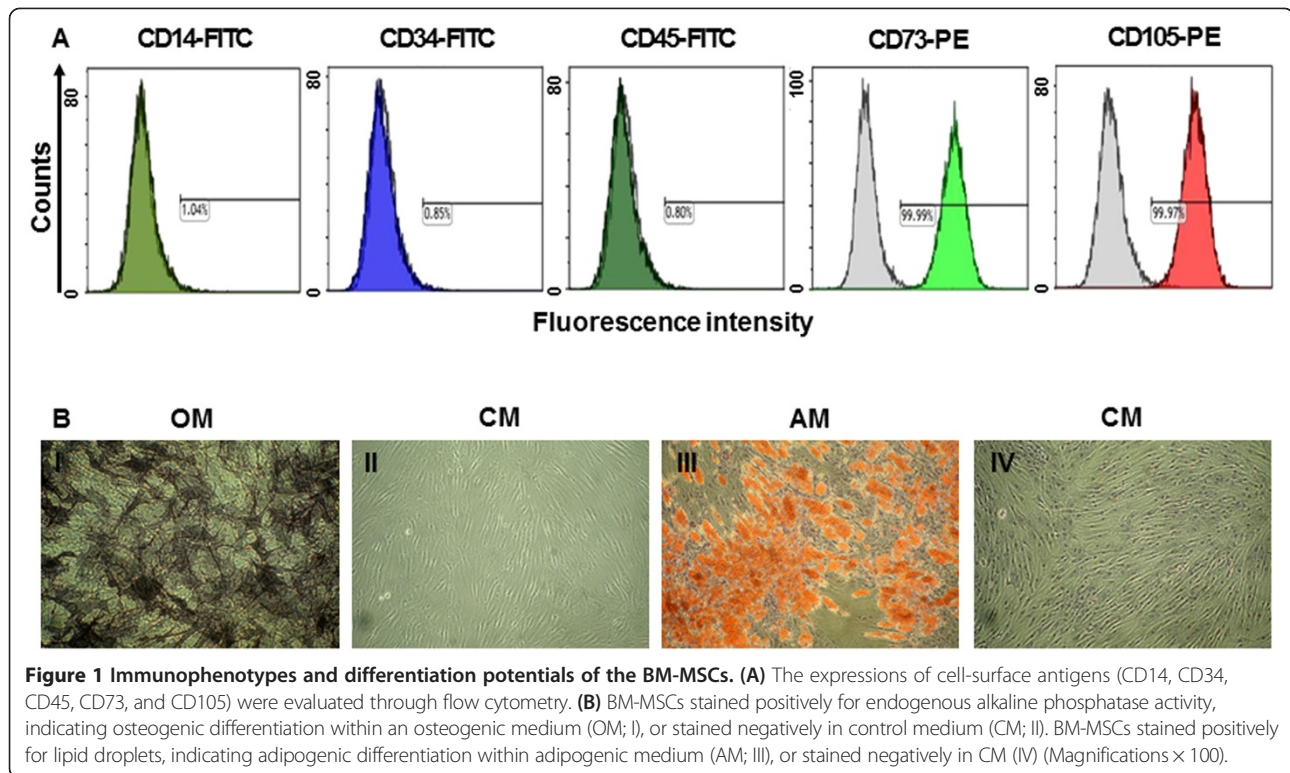 A
CD14-FITC CD34-FITC CD45-FITC CD73-PE CD105-PE
Counts
80 0 80 0 80 0 100 0 80 0
1.04% 0.85% 0.80% 99.99% 99.97%
Fluorescence intensity
B OM CM AM CM
I II III IV
Figure 1 Immunophenotypes and differentiation potentials of the BM-MSCs. (A) The expressions of cell-surface antigens (CD14, CD34,
CD45, CD73, and CD105) were evaluated through flow cytometry. (B) BM-MSCs stained positively for endogenous alkaline phosphatase activity,
indicating osteogenic differentiation within an osteogenic medium (OM; I), or stained negatively in control medium (CM; II). BM-MSCs stained positively
for lipid droplets, indicating adipogenic differentiation within adipogenic medium (AM; III), or stained negatively in CM (IV) (Magnifications × 100).